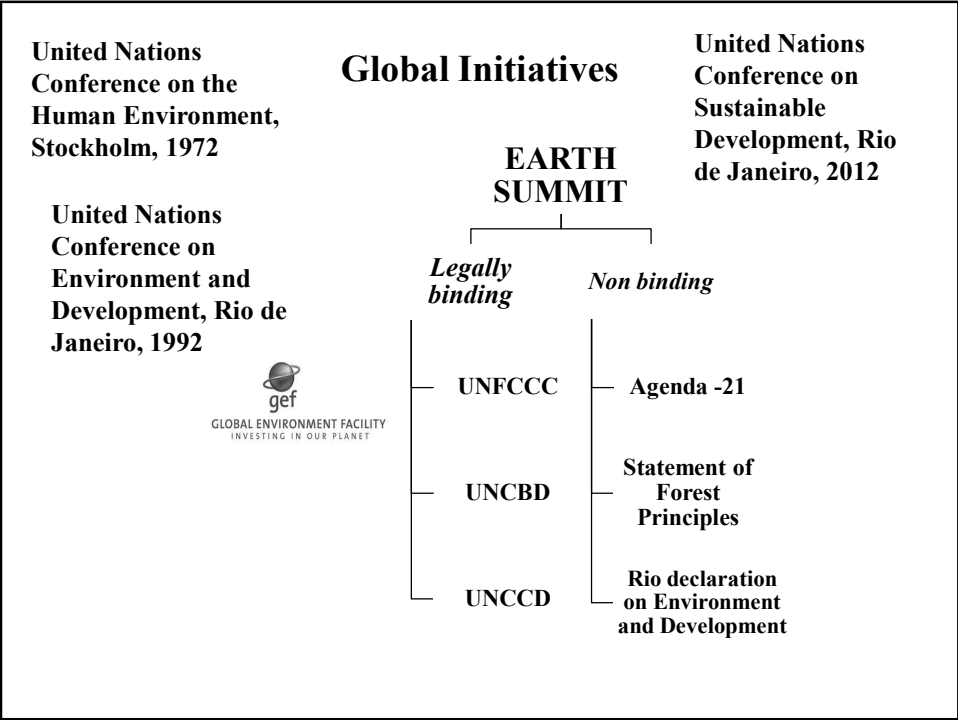 Global Initiatives
United Nations
Conference on the
Human Environment,
Stockholm, 1972
United Nations
Conference on
Environment and
Development, Rio de
Janeiro, 1992
United Nations
Conference on
Sustainable
Development, Rio
de Janeiro, 2012
gef
GLOBAL ENVIRONMENT FACILITY
INVESTING IN OUR PLANET
EARTH
SUMMIT
Legally
binding
UNFCCC
UNCBD
UNCCD
Non binding
Agenda -21
Statement of
Forest
Principles
Rio declaration
on Environment
and Development